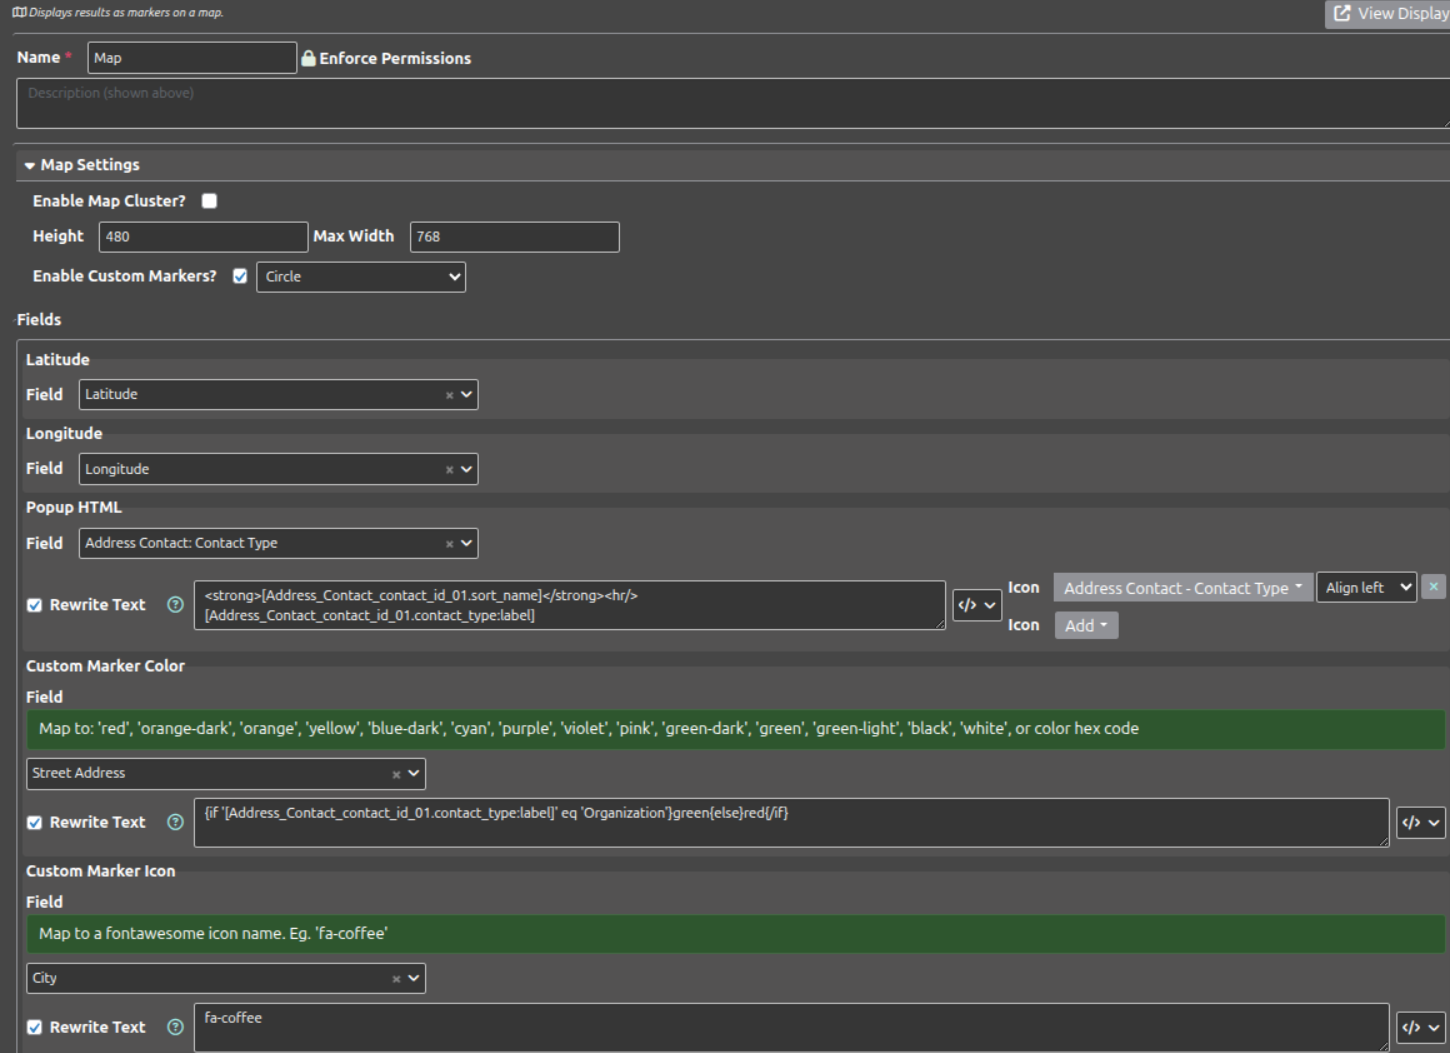 Displays results as markers on a map.
View Display
Name * Map Enforce Permissions
Description (shown above)
Map Settings
Enable Map Cluster?
Height 480 Max Width 768
Enable Custom Markers? Circle
Fields
Latitude
Field Latitude
Longitude
Field Longitude
Popup HTML
Field Address Contact: Contact Type
Rewrite Text ? <strong>[Address_Contact_contact_id_01.sort_name]</strong><hr/>
[Address_Contact_contact_id_01.contact_type:label]
</>
Icon Address Contact - Contact Type Align left ×
Icon Add
Custom Marker Color
Field
Map to: 'red', 'orange-dark', 'orange', 'yellow', 'blue-dark', 'cyan', 'purple', 'violet', 'pink', 'green-dark', 'green', 'green-light', 'black', 'white', or color hex code
Street Address
Rewrite Text ? {if '[Address_Contact_contact_id_01.contact_type:label]' eq 'Organization'}green{else}red{/if} </>
Custom Marker Icon
Field
Map to a fontawesome icon name. Eg. 'fa-coffee'
City
Rewrite Text ? fa-coffee </>